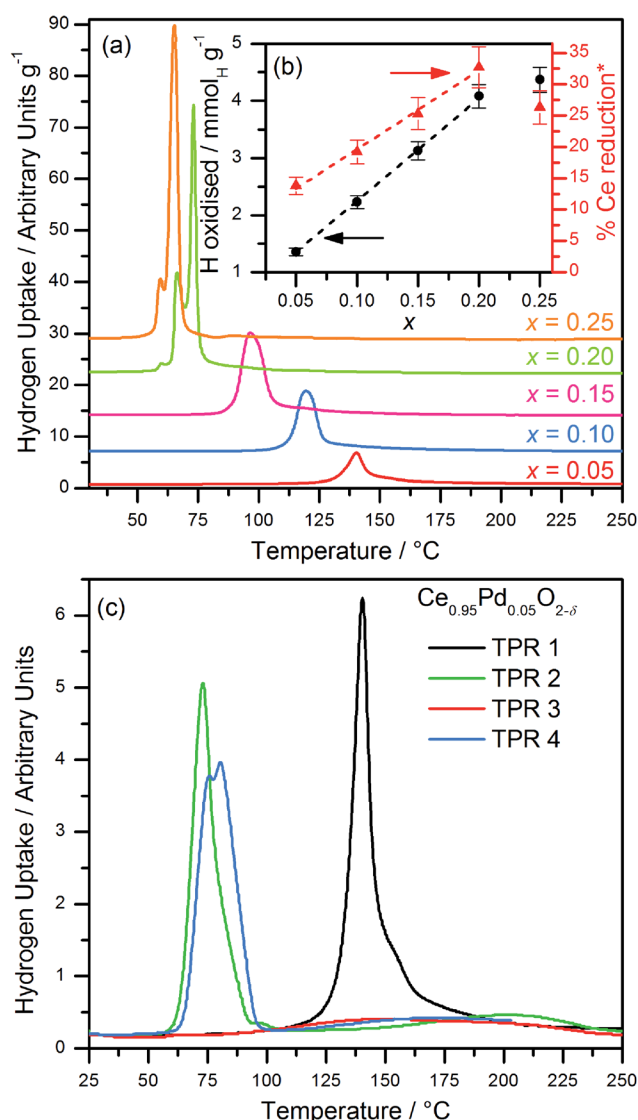 (a)
Hydrogen Uptake / Arbitrary Units g⁻¹
90
80
70
60
50
40
30
20
10
0
50 75 100 125 150 175 200 225 250
Temperature / °C
(b)
H oxidised / mmol_H g⁻¹
5
4
3
2
1
% Ce reduction*
35
30
25
20
15
10
5
0
0.05 0.10 0.15 0.20 0.25
x
x = 0.25
x = 0.20
x = 0.15
x = 0.10
x = 0.05
(c)
Ce₀.₉₅Pd₀.₀₅O₂₋δ
TPR 1
TPR 2
TPR 3
TPR 4
Hydrogen Uptake / Arbitrary Units
6
5
4
3
2
1
0
25 50 75 100 125 150 175 200 225 250
Temperature / °C